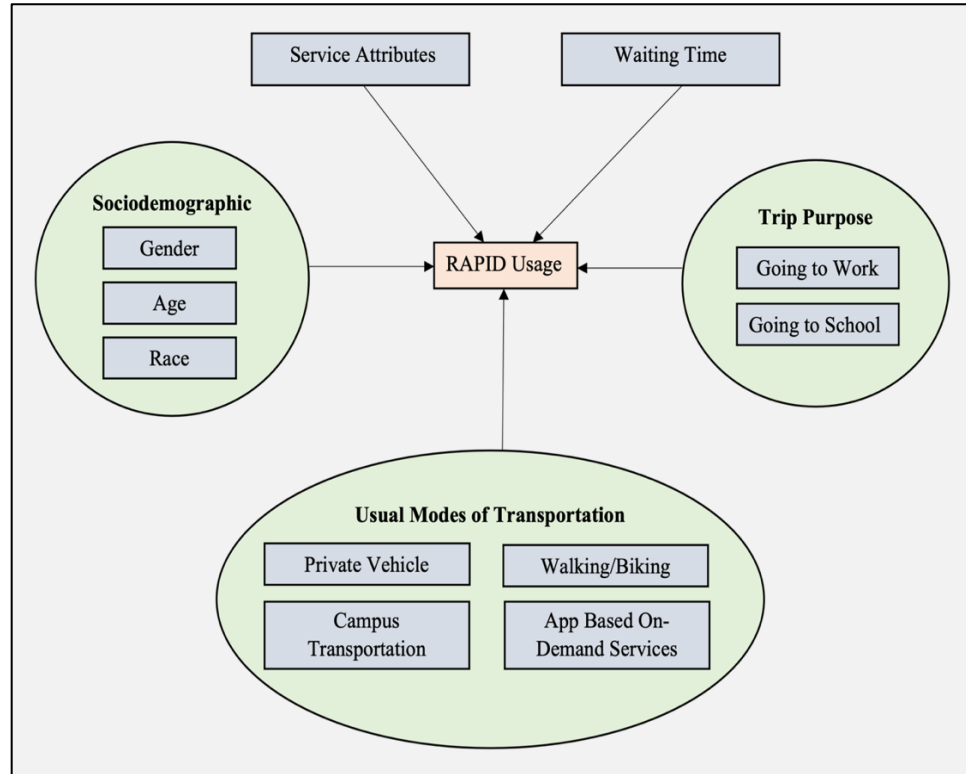 Service Attributes
Waiting Time
Sociodemographic
Gender
Age
Race
RAPID Usage
Trip Purpose
Going to Work
Going to School
Usual Modes of Transportation
Private Vehicle
Walking/Biking
Campus
Transportation
App Based On-
Demand Services